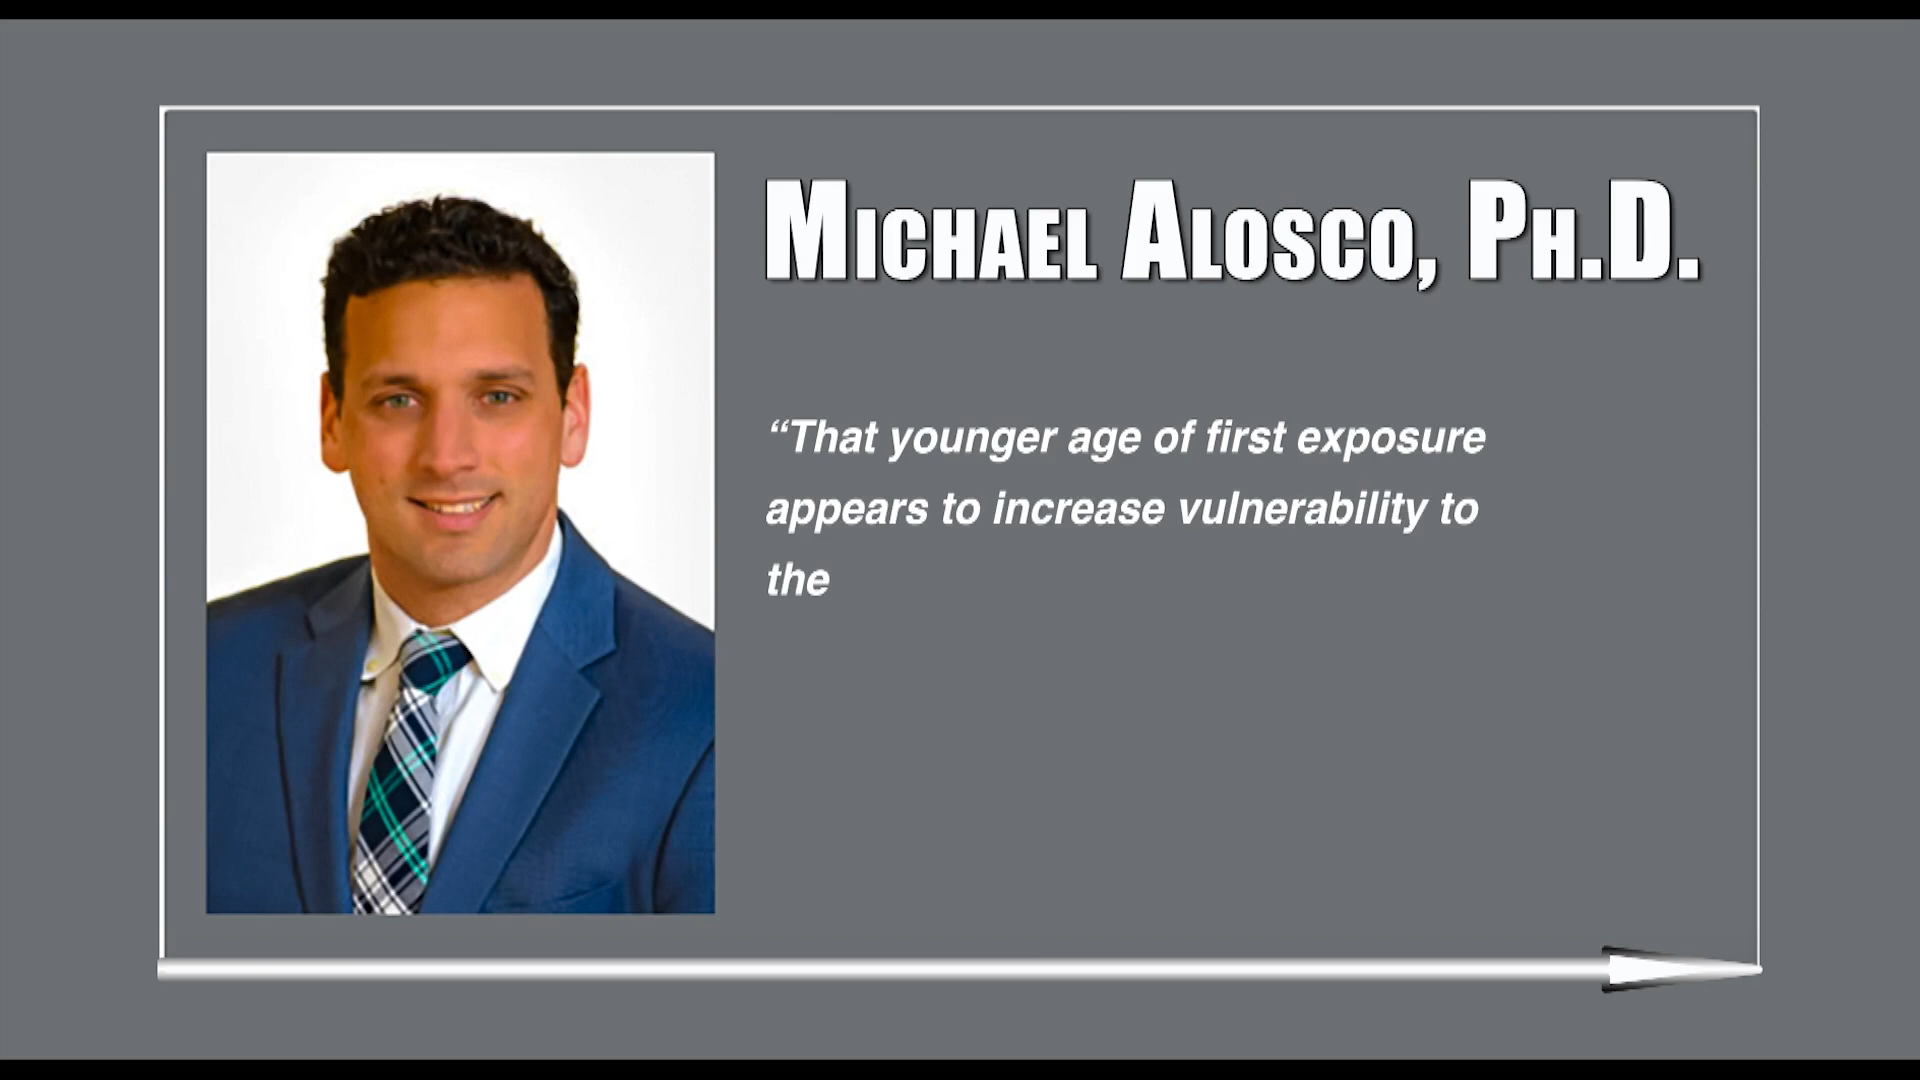 MICHAEL ALOSCO, PH.D.
“That younger age of first exposure
appears to increase vulnerability to
the